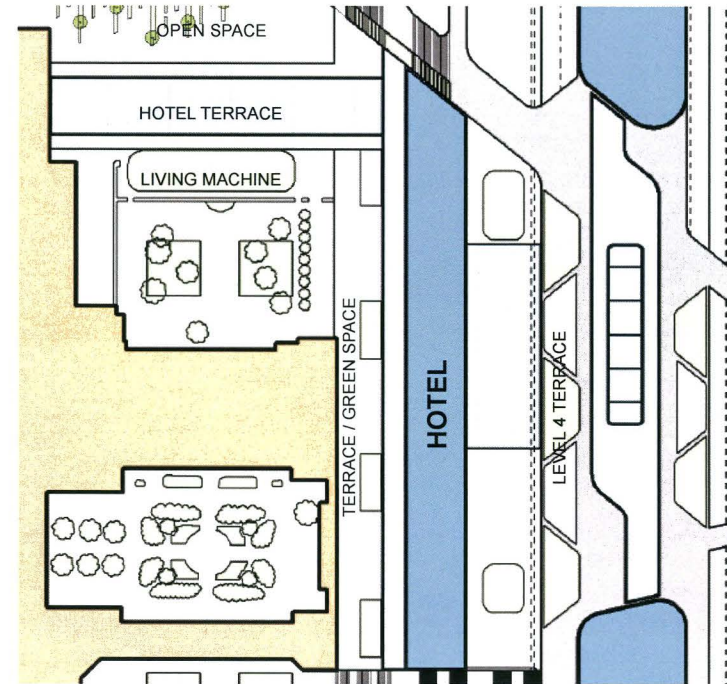 OPEN SPACE
HOTEL TERRACE
LIVING MACHINE
TERRACE / GREEN SPACE
HOTEL
LEVEL 4 TERRACE